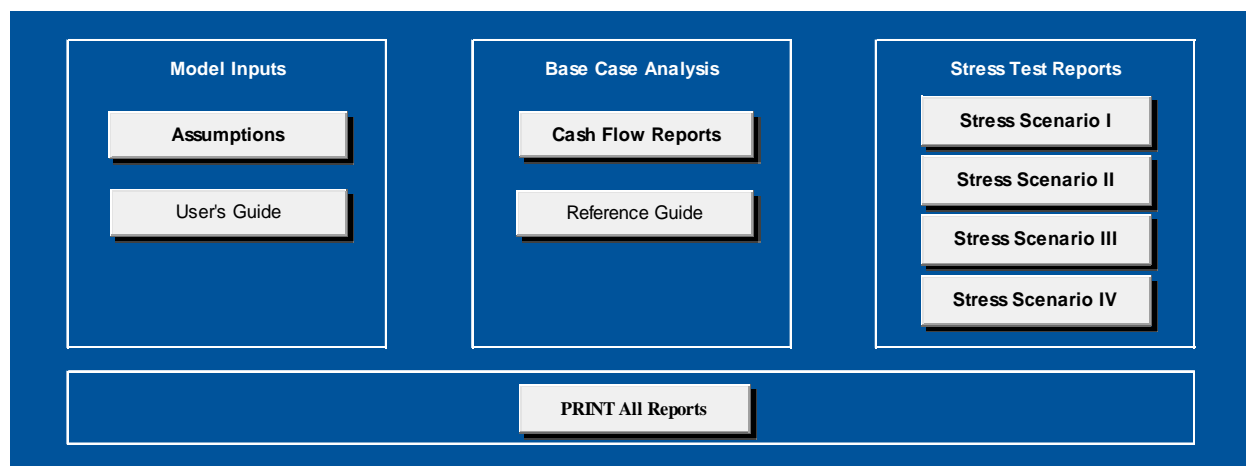 Model Inputs
Assumptions
User's Guide
Base Case Analysis
Cash Flow Reports
Reference Guide
Stress Test Reports
Stress Scenario I
Stress Scenario II
Stress Scenario III
Stress Scenario IV
PRINT All Reports